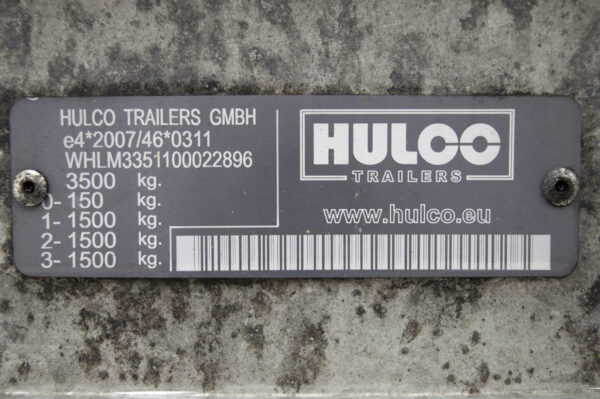 HULCO TRAILERS GMBH
e4*2007/46*0311
WHLM3351100022896
3500 kg.
0- 150 kg.
1- 1500 kg.
2- 1500 kg.
3- 1500 kg.
HULCO
TRAILERS
www.hulco.eu